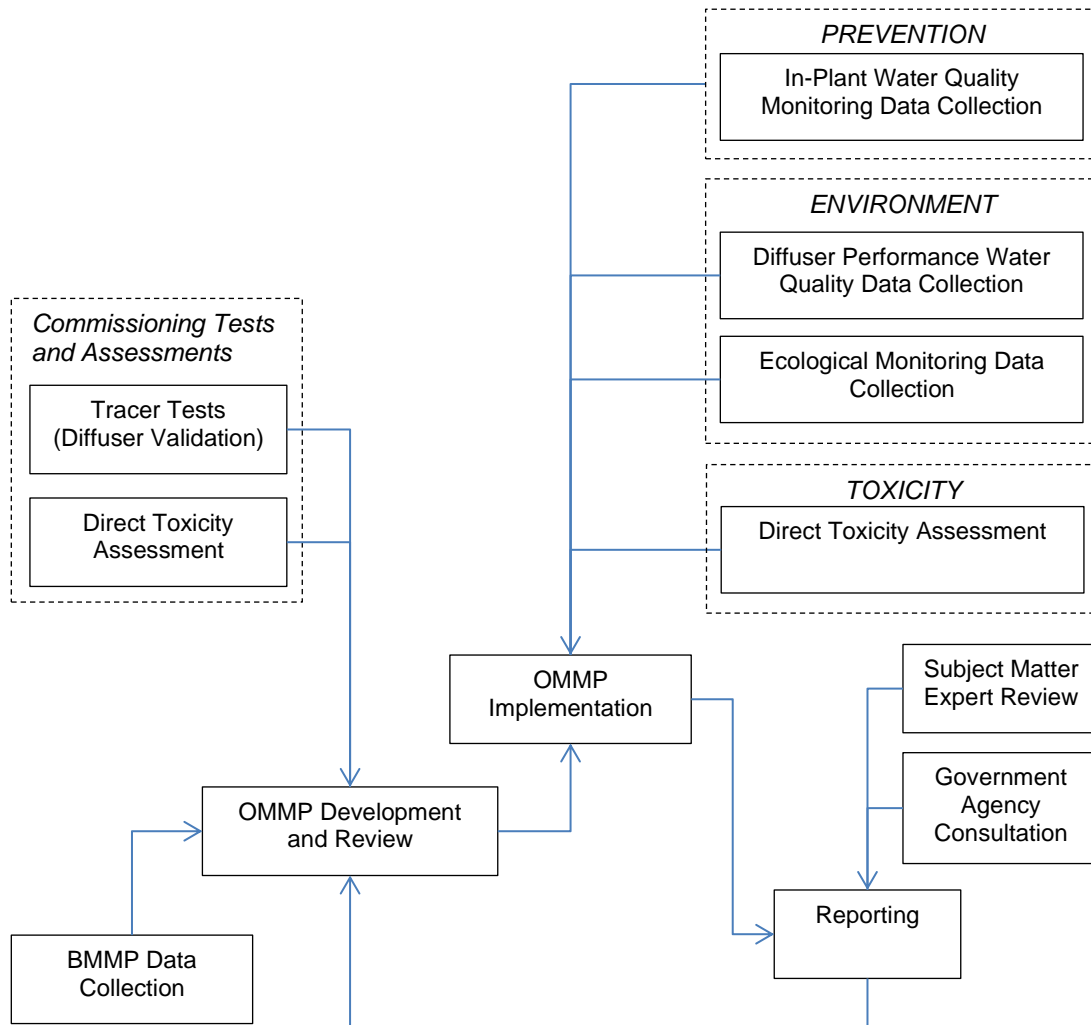 PREVENTION
In-Plant Water Quality
Monitoring Data Collection
ENVIRONMENT
Diffuser Performance Water
Quality Data Collection
Ecological Monitoring Data
Collection
TOXICITY
Direct Toxicity Assessment
Commissioning Tests
and Assessments
Tracer Tests
(Diffuser Validation)
Direct Toxicity
Assessment
OMMP
Implementation
Subject Matter
Expert Review
Government
Agency
Consultation
OMMP Development
and Review
Reporting
BMMP Data
Collection